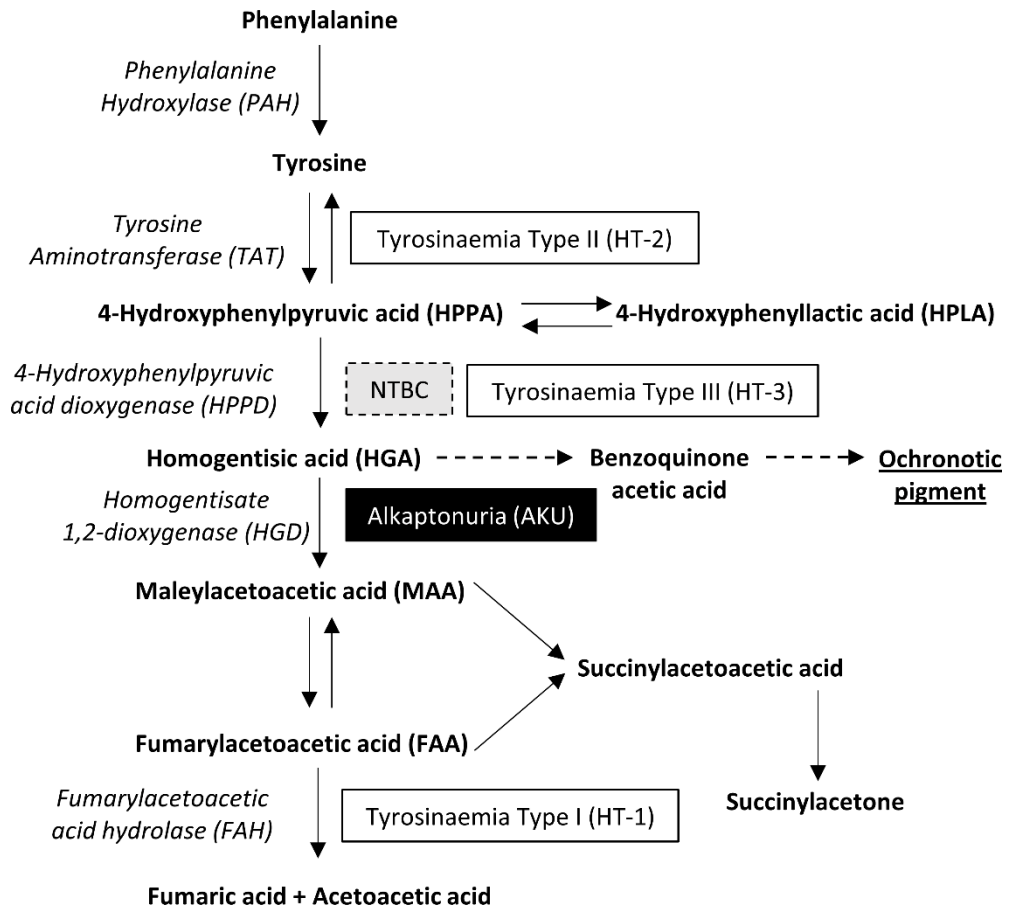 Phenylalanine
Phenylalanine
Hydroxylase (PAH)
Tyrosine
Tyrosine
Aminotransferase (TAT)
Tyrosinaemia Type II (HT-2)
4-Hydroxyphenylpyruvic acid (HPPA)
4-Hydroxyphenyllactic acid (HPLA)
4-Hydroxyphenylpyruvic
acid dioxygenase (HPPD)
NTBC
Tyrosinaemia Type III (HT-3)
Homogentisic acid (HGA)
Benzoquinone
acetic acid
Ochronotic
pigment
Homogentisate
1,2-dioxygenase (HGD)
Alkaptonuria (AKU)
Maleylacetoacetic acid (MAA)
Succinylacetoacetic acid
Fumarylacetoacetic acid (FAA)
Succinylacetone
Fumarylacetoacetic
acid hydrolase (FAH)
Tyrosinaemia Type I (HT-1)
Fumaric acid + Acetoacetic acid